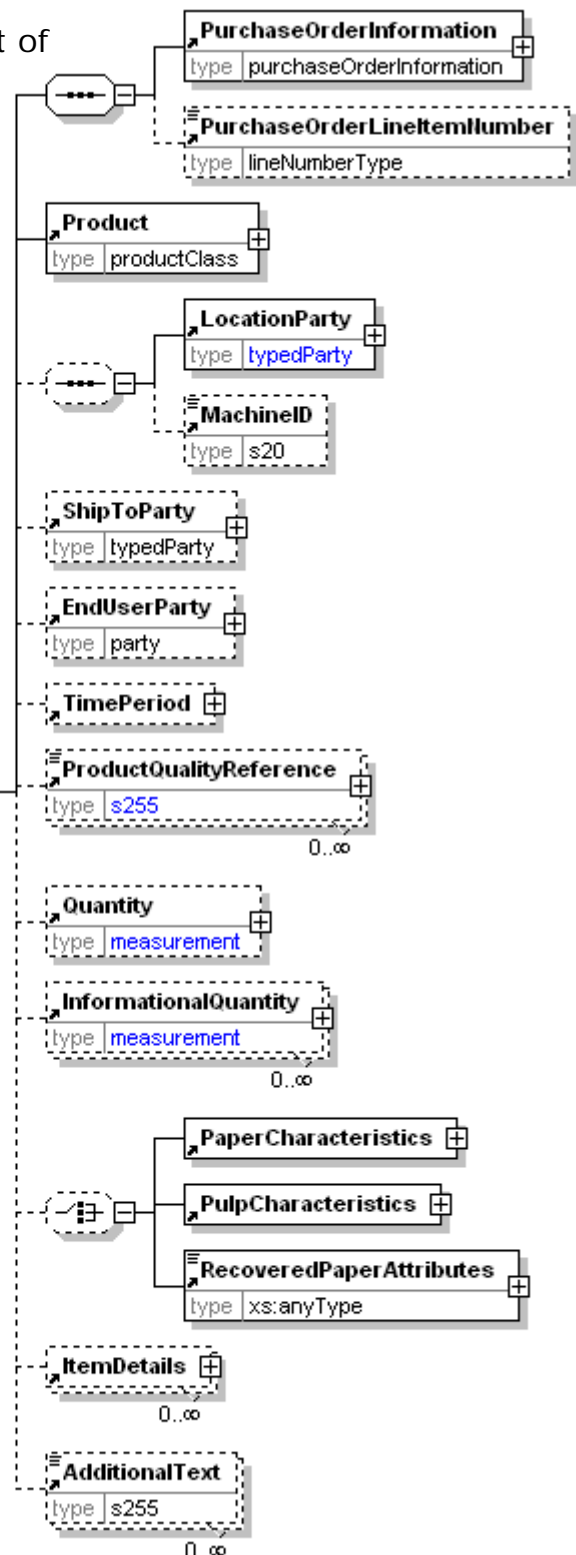 t of
PurchaseOrderInformation
type purchaseOrderInformation
PurchaseOrderLineItemNumber
type lineNumberType
Product
type productClass
LocationParty
type typedParty
MachineID
type s20
ShipToParty
type typedParty
EndUserParty
type party
TimePeriod
ProductQualityReference
type s255
0..∞
Quantity
type measurement
InformationalQuantity
type measurement
0..∞
PaperCharacteristics
PulpCharacteristics
RecoveredPaperAttributes
type xs:anyType
ItemDetails
0..∞
AdditionalText
type s255
0..∞